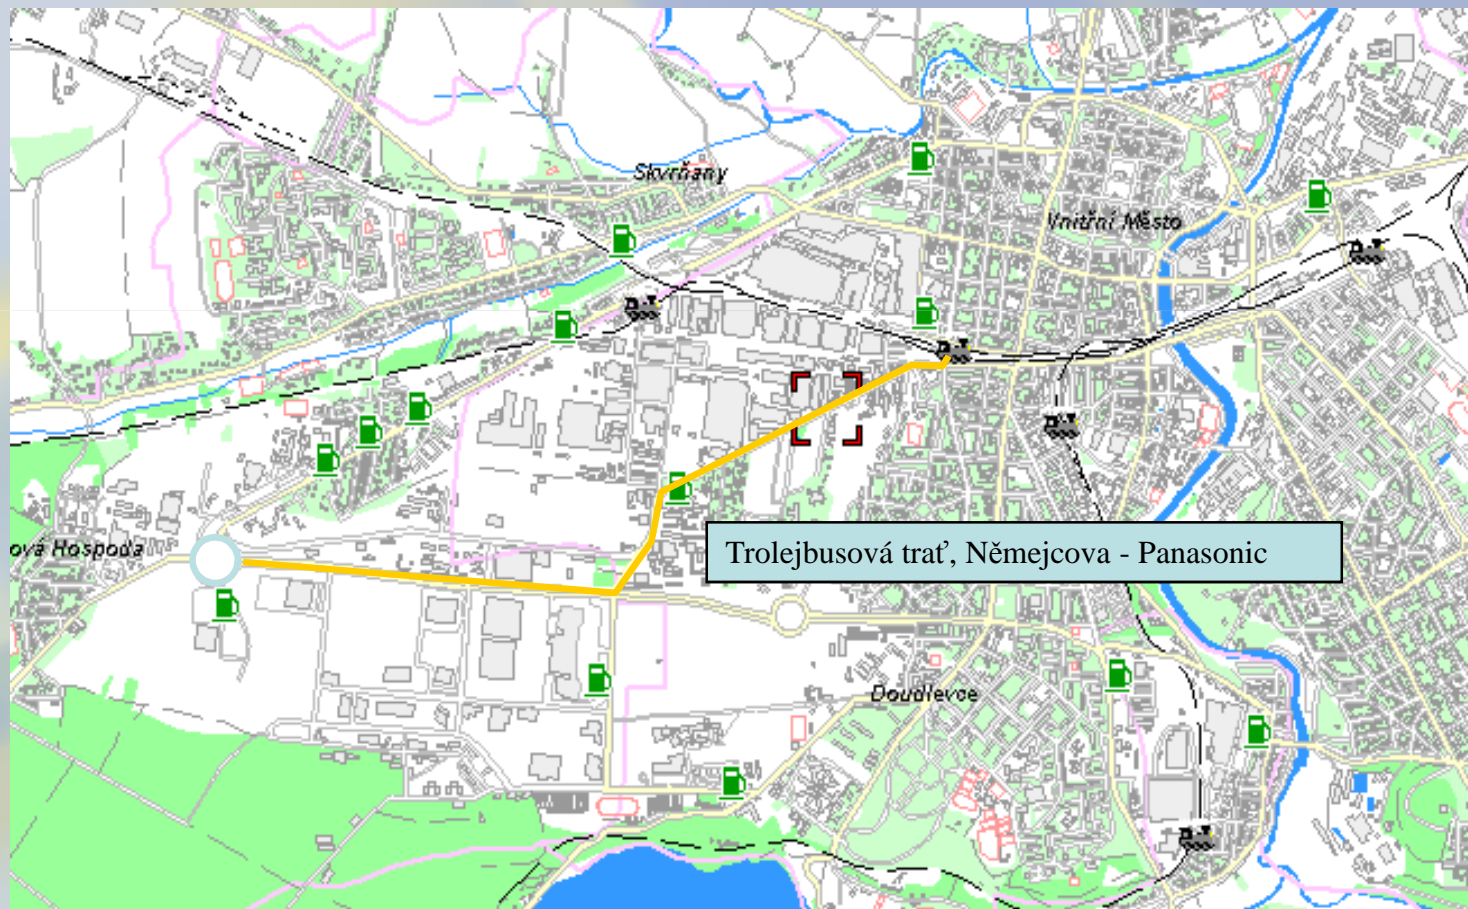 Skvrňany
Vnitřní Město
ová Hospoda
Trolejbusová trať, Němejcova - Panasonic
Doudlevce